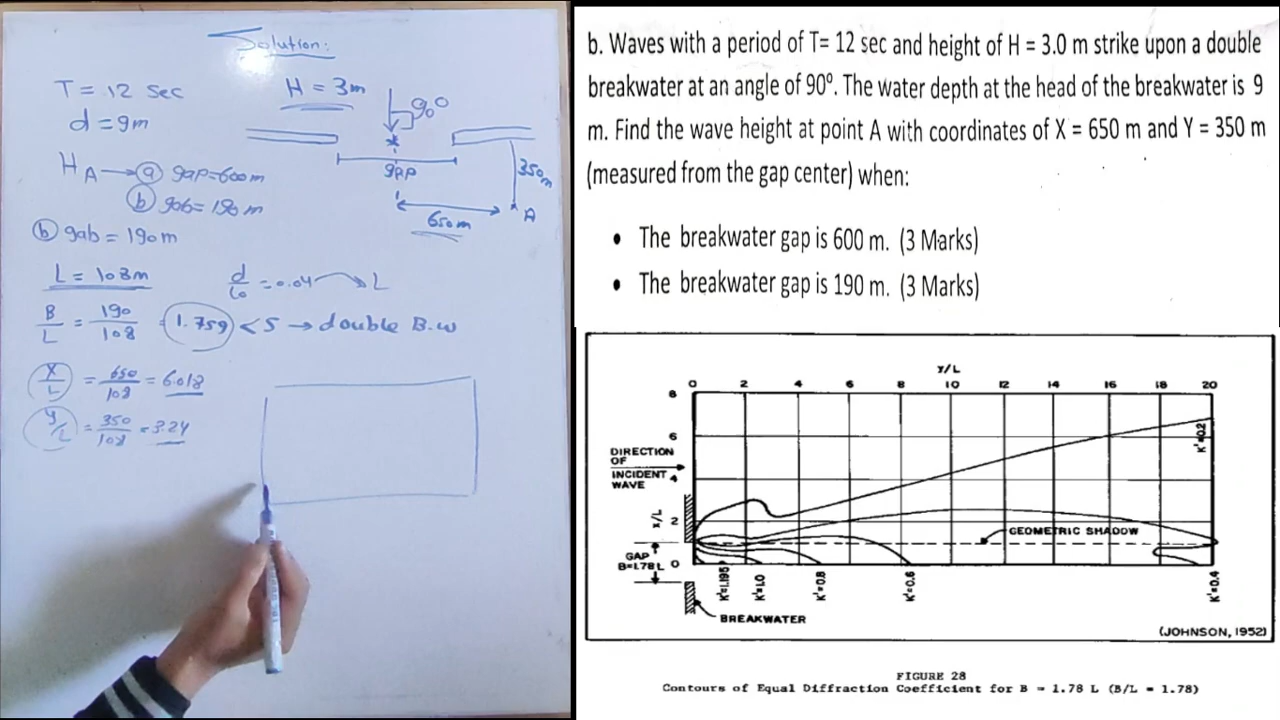 Solution:
T = 12 sec
H = 3m
90°
d = 9m
gap
350m
HA → (a) gap=600m
(b) gab = 190 m
650m
A
(b) gab = 190m
L = 108m
d/Lo = 0.04 → L
B/L = 190/108 = 1.759 < 5 → double B.w
X/L = 650/108 = 6.018
y/L = 350/108 = 3.24
b. Waves with a period of T= 12 sec and height of H = 3.0 m strike upon a double
breakwater at an angle of 90⁰. The water depth at the head of the breakwater is 9
m. Find the wave height at point A with coordinates of X = 650 m and Y = 350 m
(measured from the gap center) when:
• The breakwater gap is 600 m. (3 Marks)
• The breakwater gap is 190 m. (3 Marks)
Y/L
0 2 4 6 8 10 12 14 16 18 20
8
6
4
2
0
x/L
DIRECTION
OF
INCIDENT
WAVE
K'=0.2
GEOMETRIC SHADOW
GAP
B=1.78 L
K'=1.195
K'=1.0
K'=0.8
K'=0.6
K'=0.4
BREAKWATER
(JOHNSON, 1952)
FIGURE 28
Contours of Equal Diffraction Coefficient for B = 1.78 L (B/L = 1.78)